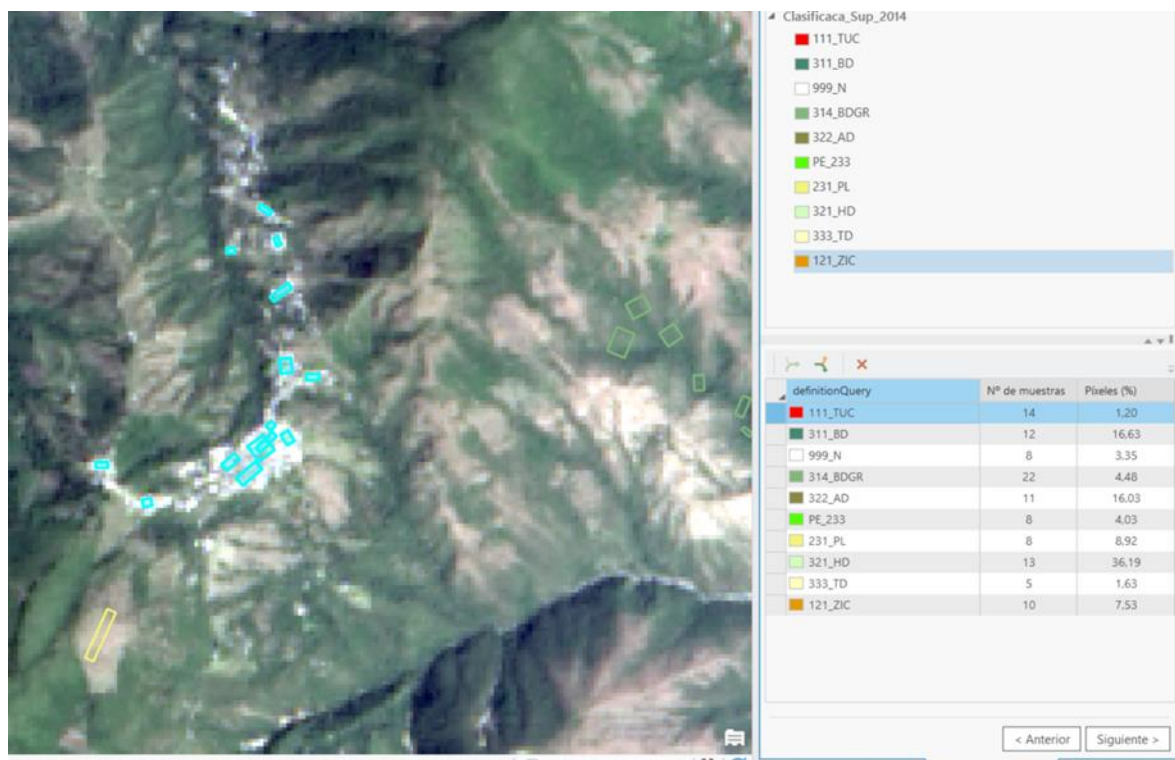 Clasificaca_Sup_2014
111_TUC
311_BD
999_N
314_BDGR
322_AD
PE_233
231_PL
321_HD
333_TD
121_ZIC
definitionQuery Nº de muestras Píxeles (%)
111_TUC 14 1,20
311_BD 12 16,63
999_N 8 3,35
314_BDGR 22 4,48
322_AD 11 16,03
PE_233 8 4,03
231_PL 8 8,92
321_HD 13 36,19
333_TD 5 1,63
121_ZIC 10 7,53
< Anterior Siguiente >